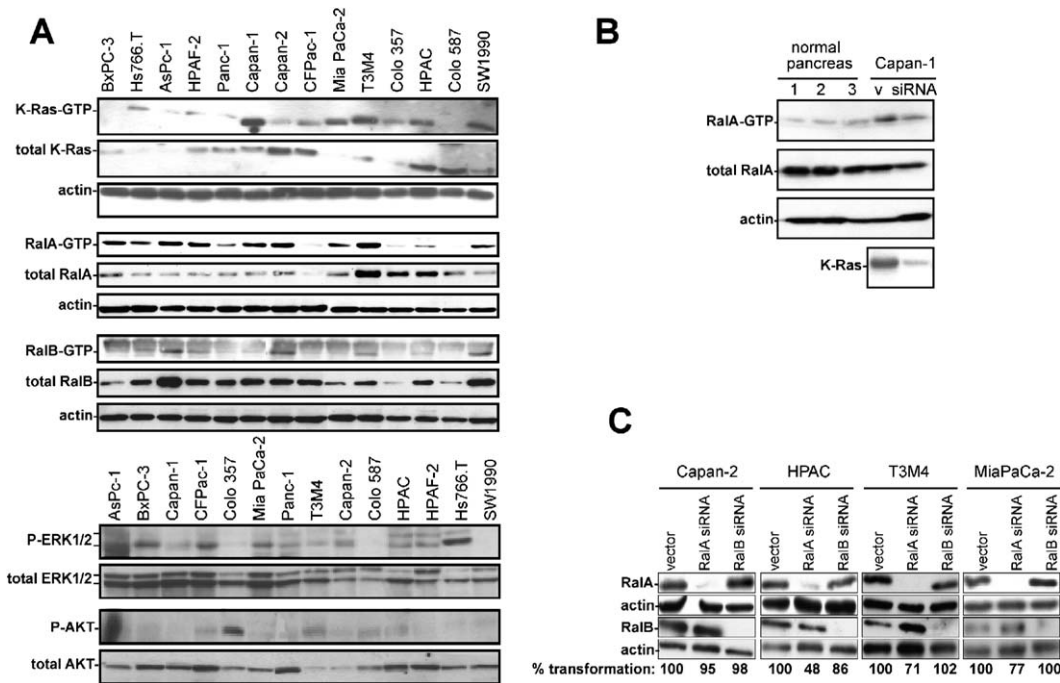 A
BxPC-3
Hs766.T
AsPc-1
HPAF-2
Panc-1
Capan-1
Capan-2
CFPac-1
Mia PaCa-2
T3M4
Colo 357
HPAC
Colo 587
SW1990
K-Ras-GTP
total K-Ras
actin
RalA-GTP
total RalA
actin
RalB-GTP
total RalB
actin
AsPc-1
BxPC-3
Capan-1
CFPac-1
Colo 357
Mia PaCa-2
Panc-1
T3M4
Capan-2
Colo 587
HPAC
HPAF-2
Hs766.T
SW1990
P-ERK1/2
total ERK1/2
P-AKT
total AKT
B
normal
pancreas Capan-1
1 2 3 v siRNA
RalA-GTP
total RalA
actin
K-Ras
C
Capan-2 HPAC T3M4 MiaPaCa-2
vector
RalA siRNA
RalB siRNA
vector
RalA siRNA
RalB siRNA
vector
RalA siRNA
RalB siRNA
vector
RalA siRNA
RalB siRNA
RalA
actin
RalB
actin
% transformation: 100 95 98 100 48 86 100 71 102 100 77 100